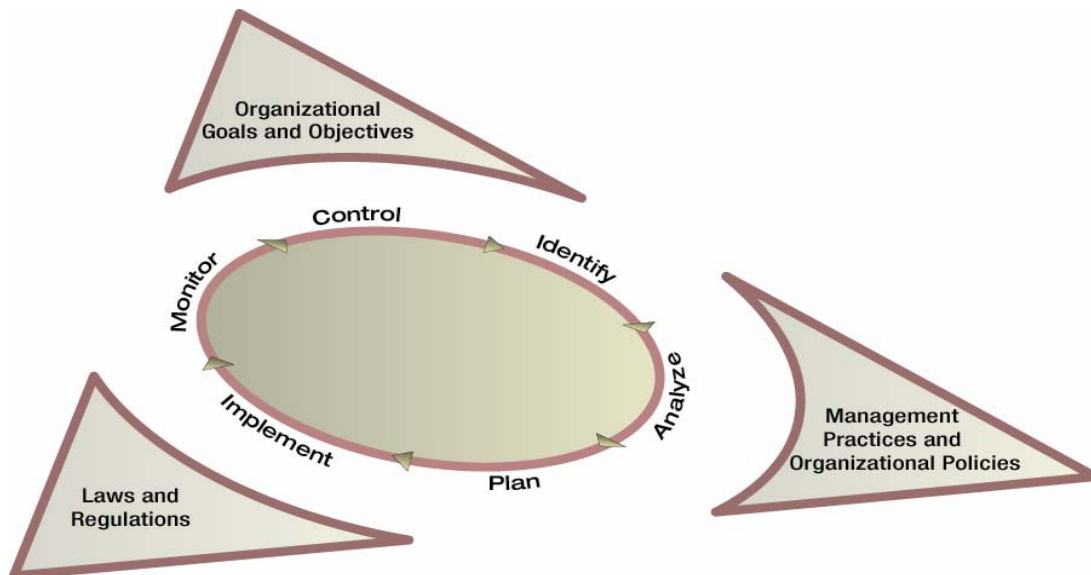 Organizational
Goals and Objectives
Control
Identify
Monitor
Analyze
Implement
Plan
Management
Practices and
Organizational Policies
Laws and
Regulations